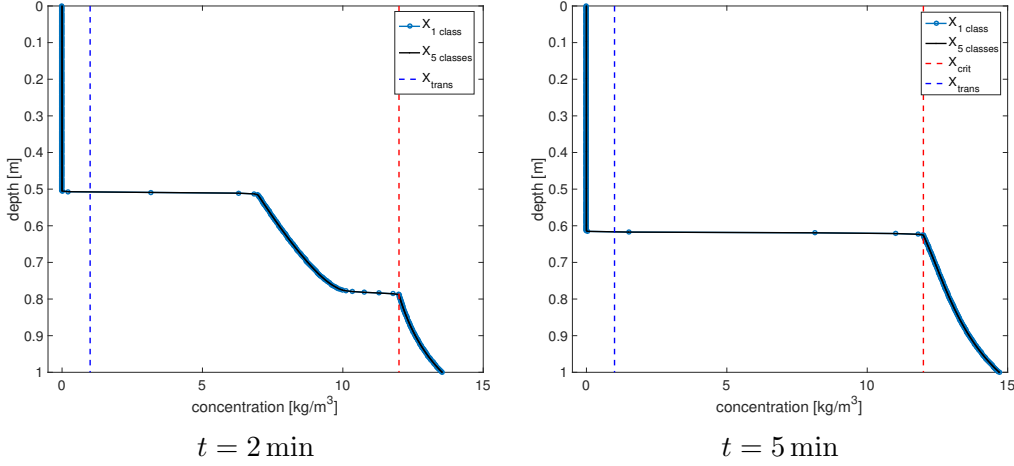 0
0.1
0.2
0.3
0.4
0.5
0.6
0.7
0.8
0.9
1
depth [m]
0 5 10 15
concentration [kg/m³]
X1 class
X5 classes
Xtrans
t = 2 min
0
0.1
0.2
0.3
0.4
0.5
0.6
0.7
0.8
0.9
1
depth [m]
0 5 10 15
concentration [kg/m³]
X1 class
X5 classes
Xcrit
Xtrans
t = 5 min